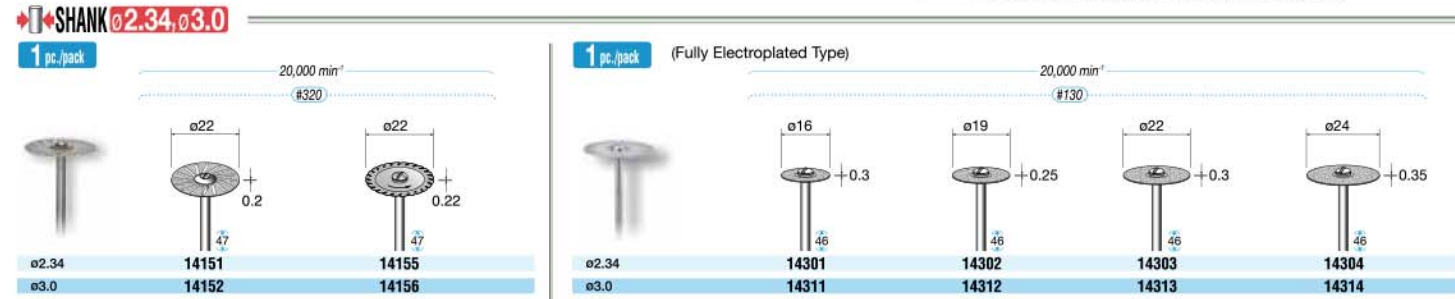 SHANK ø2.34,ø3.0
1 pc./pack
20,000 min⁻¹
#320
ø22 ø22
0.2 0.22
47 47
ø2.34 14151 14155
ø3.0 14152 14156
1 pc./pack (Fully Electroplated Type)
20,000 min⁻¹
#130
ø16 ø19 ø22 ø24
0.3 0.25 0.3 0.35
46 46 46 46
ø2.34 14301 14302 14303 14304
ø3.0 14311 14312 14313 14314